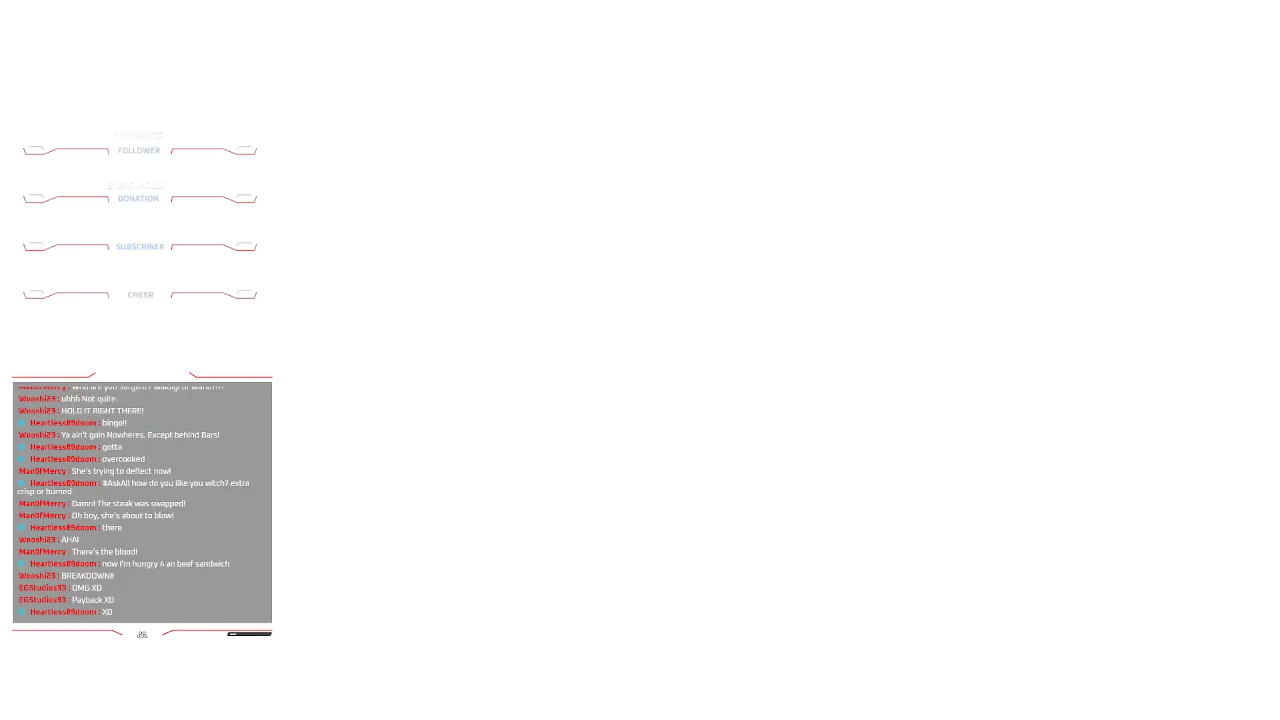 FOLLOWER
DONATION
SUBSCRIBER
CHEER
Wooshi23 : uhhh Not quite.
Wooshi23 : HOLD IT RIGHT THERE!
Heartless89doom : bingo!!
Wooshi23 : Ya ain't goin Nowheres. Except behind Bars!
Heartless89doom : gotta
Heartless89doom : overcooked
ManOfMercy : She's trying to deflect now!
Heartless89doom : #AskAll how do you like you witch? extra
crisp or burned
ManOfMercy : Damn! The steak was swapped!
ManOfMercy : Oh boy, she's about to blow!
Heartless89doom : there
Wooshi23 : AHA!
ManOfMercy : There's the blood!
Heartless89doom : now I'm hungry 4 an beef sandwich
Wooshi23 : BREAKDOWN!!
EGStudios93 : OMG XD
EGStudios93 : Payback XD
Heartless89doom : XD